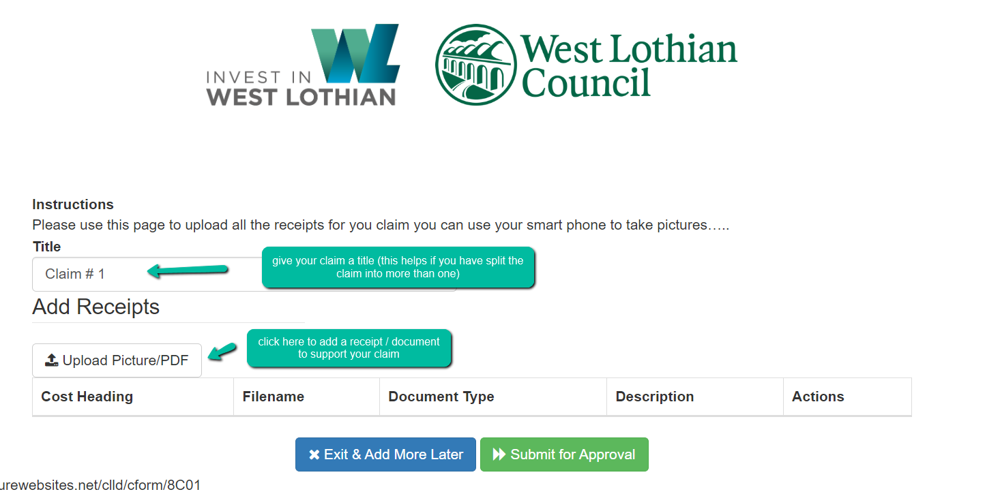 INVEST IN
WEST LOTHIAN
West Lothian
Council
Instructions
Please use this page to upload all the receipts for you claim you can use your smart phone to take pictures…..
Title
Claim # 1
give your claim a title (this helps if you have split the
claim into more than one)
Add Receipts
click here to add a receipt / document
to support your claim
Upload Picture/PDF
Cost Heading Filename Document Type Description Actions
Exit & Add More Later Submit for Approval
urewebsites.net/clld/cform/8C01